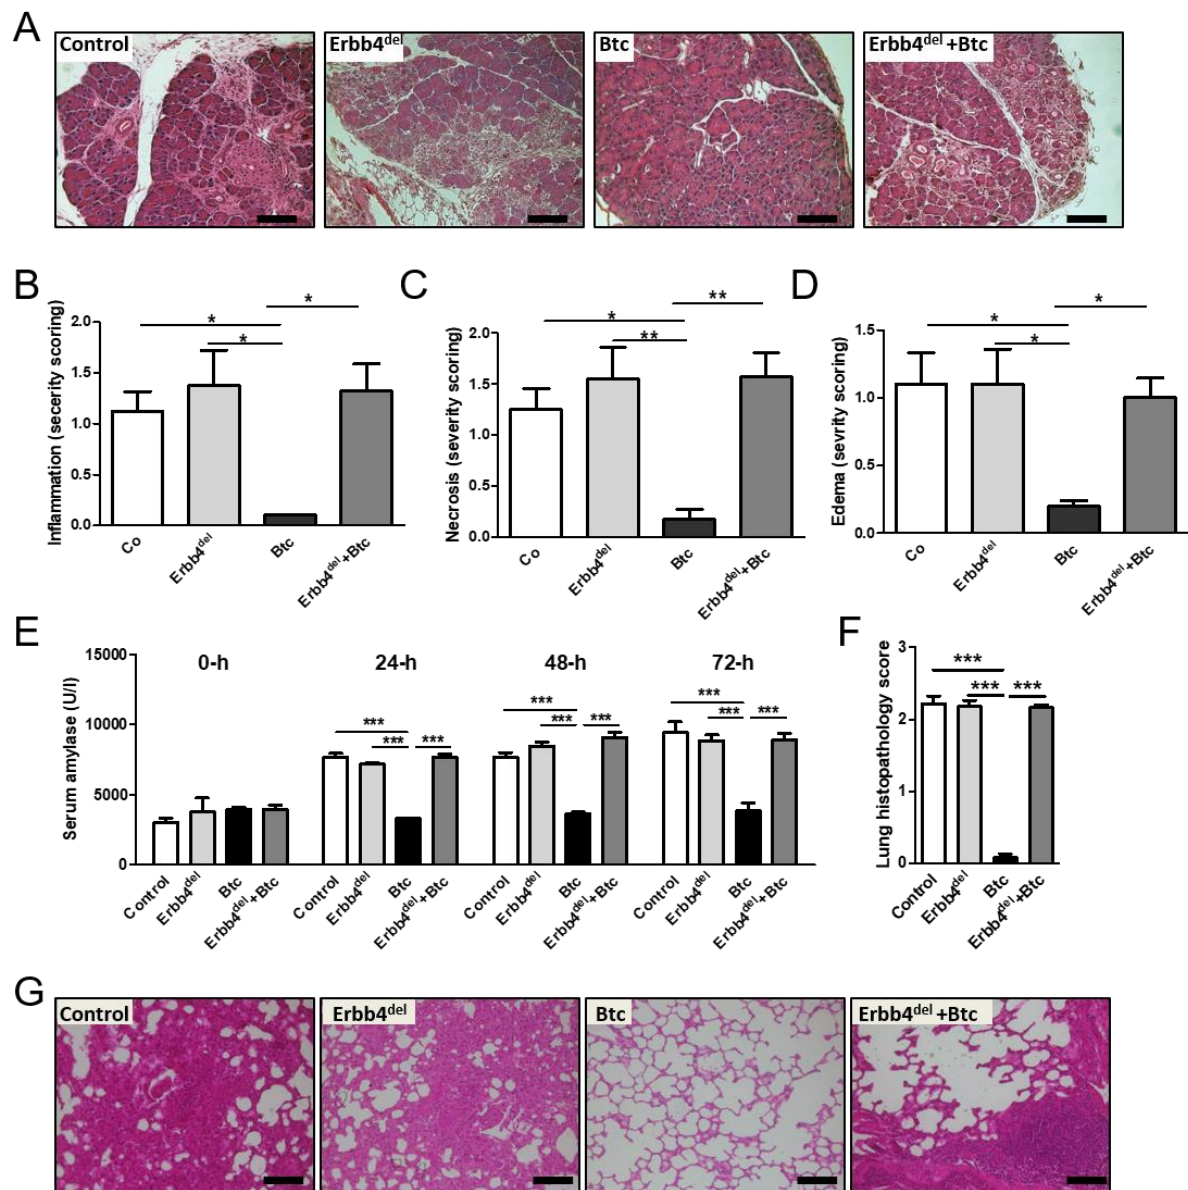 A
Control
Erbb4del
Btc
Erbb4del +Btc
B
Inflammation (secerity scoring)
2.0
1.5
1.0
0.5
0.0
*
*
*
Co
Erbb4del
Btc
Erbb4del+Btc
C
Necrosis (severity scoring)
2.0
1.5
1.0
0.5
0.0
**
*
**
Co
Erbb4del
Btc
Erbb4del+Btc
D
Edema (sevrity scoring)
1.5
1.0
0.5
0.0
*
*
*
Co
Erbb4del
Btc
Erbb4del+Btc
E
Serum amylase (U/l)
15000
10000
5000
0
0-h
24-h
48-h
72-h
***
*** ***
***
*** ***
***
*** ***
Control
Erbb4del
Btc
Erbb4del+Btc
Control
Erbb4del
Btc
Erbb4del+Btc
Control
Erbb4del
Btc
Erbb4del+Btc
Control
Erbb4del
Btc
Erbb4del+Btc
F
Lung histopathology score
3
2
1
0
***
*** ***
Control
Erbb4del
Btc
Erbb4del+Btc
G
Control
Erbb4del
Btc
Erbb4del +Btc